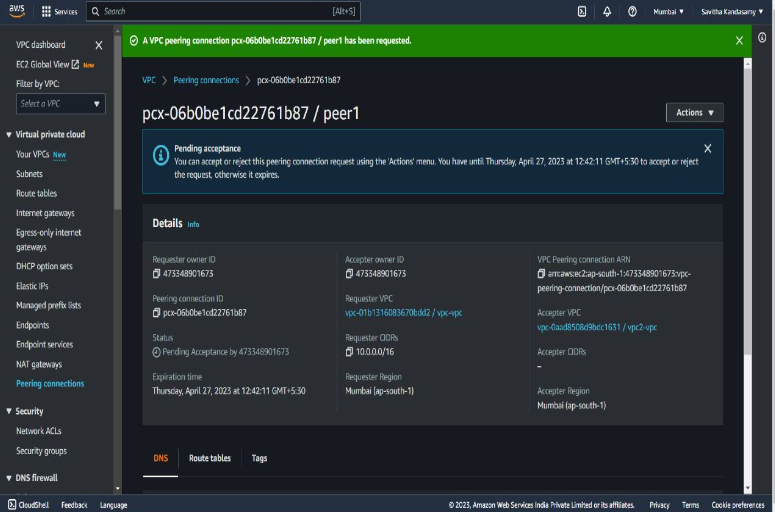 aws
Services
Search
[Alt+S]
Mumbai ▼
Savitha Kandasamy ▼
VPC dashboard
EC2 Global View New
Filter by VPC:
Select a VPC
Virtual private cloud
Your VPCs New
Subnets
Route tables
Internet gateways
Egress-only internet
gateways
DHCP option sets
Elastic IPs
Managed prefix lists
Endpoints
Endpoint services
NAT gateways
Peering connections
Security
Network ACLs
Security groups
DNS firewall
A VPC peering connection pcx-06b0be1cd22761b87 / peer1 has been requested.
VPC > Peering connections > pcx-06b0be1cd22761b87
pcx-06b0be1cd22761b87 / peer1
Actions ▼
Pending acceptance
You can accept or reject this peering connection request using the 'Actions' menu. You have until Thursday, April 27, 2023 at 12:42:11 GMT+5:30 to accept or reject
the request, otherwise it expires.
Details Info
Requester owner ID
473348901673
Peering connection ID
pcx-06b0be1cd22761b87
Status
Pending Acceptance by 473348901673
Expiration time
Thursday, April 27, 2023 at 12:42:11 GMT+5:30
Accepter owner ID
473348901673
Requester VPC
vpc-01b1316083670bdd2 / vpc-vpc
Requester CIDRs
10.0.0.0/16
Requester Region
Mumbai (ap-south-1)
VPC Peering connection ARN
arn:aws:ec2:ap-south-1:473348901673:vpc-
peering-connection/pcx-06b0be1cd22761b87
Accepter VPC
vpc-0aad8508d9bdc1631 / vpc2-vpc
Accepter CIDRs
–
Accepter Region
Mumbai (ap-south-1)
DNS
Route tables
Tags
CloudShell
Feedback
Language
© 2023, Amazon Web Services India Private Limited or its affiliates.
Privacy
Terms
Cookie preferences